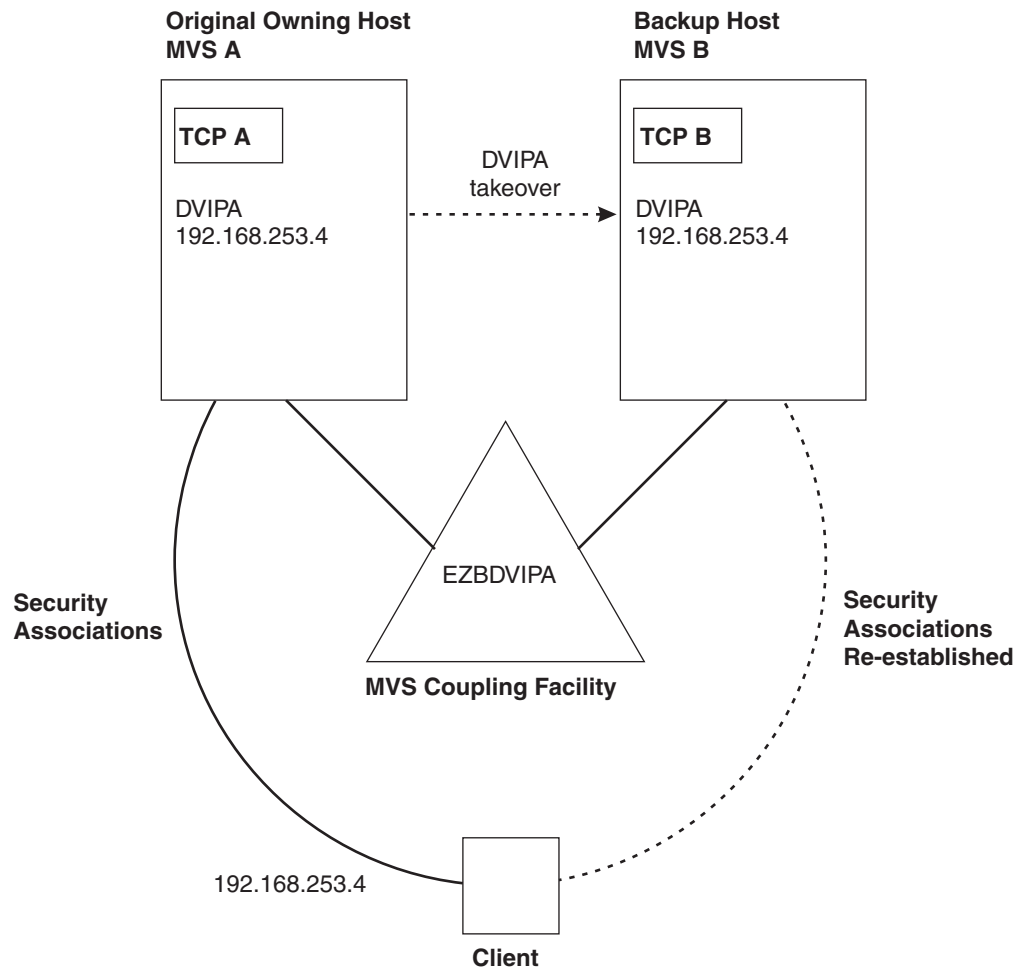 Original Owning Host
MVS A
Backup Host
MVS B
TCP A
TCP B
DVIPA
takeover
DVIPA
192.168.253.4
DVIPA
192.168.253.4
EZBDVIPA
Security
Associations
Security
Associations
Re-established
MVS Coupling Facility
192.168.253.4
Client